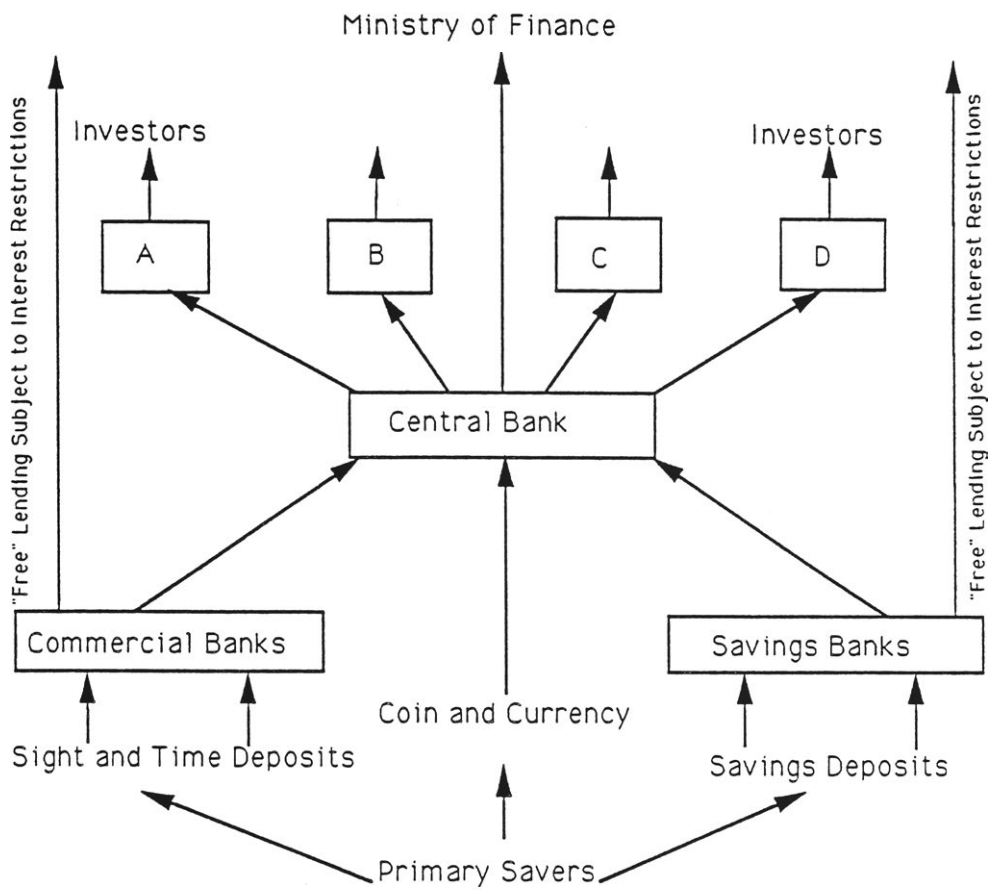 Ministry of Finance
"Free" Lending Subject to Interest Restrictions
Investors
Investors
"Free" Lending Subject to Interest Restrictions
A
B
C
D
Central Bank
Commercial Banks
Savings Banks
Coin and Currency
Sight and Time Deposits
Savings Deposits
Primary Savers